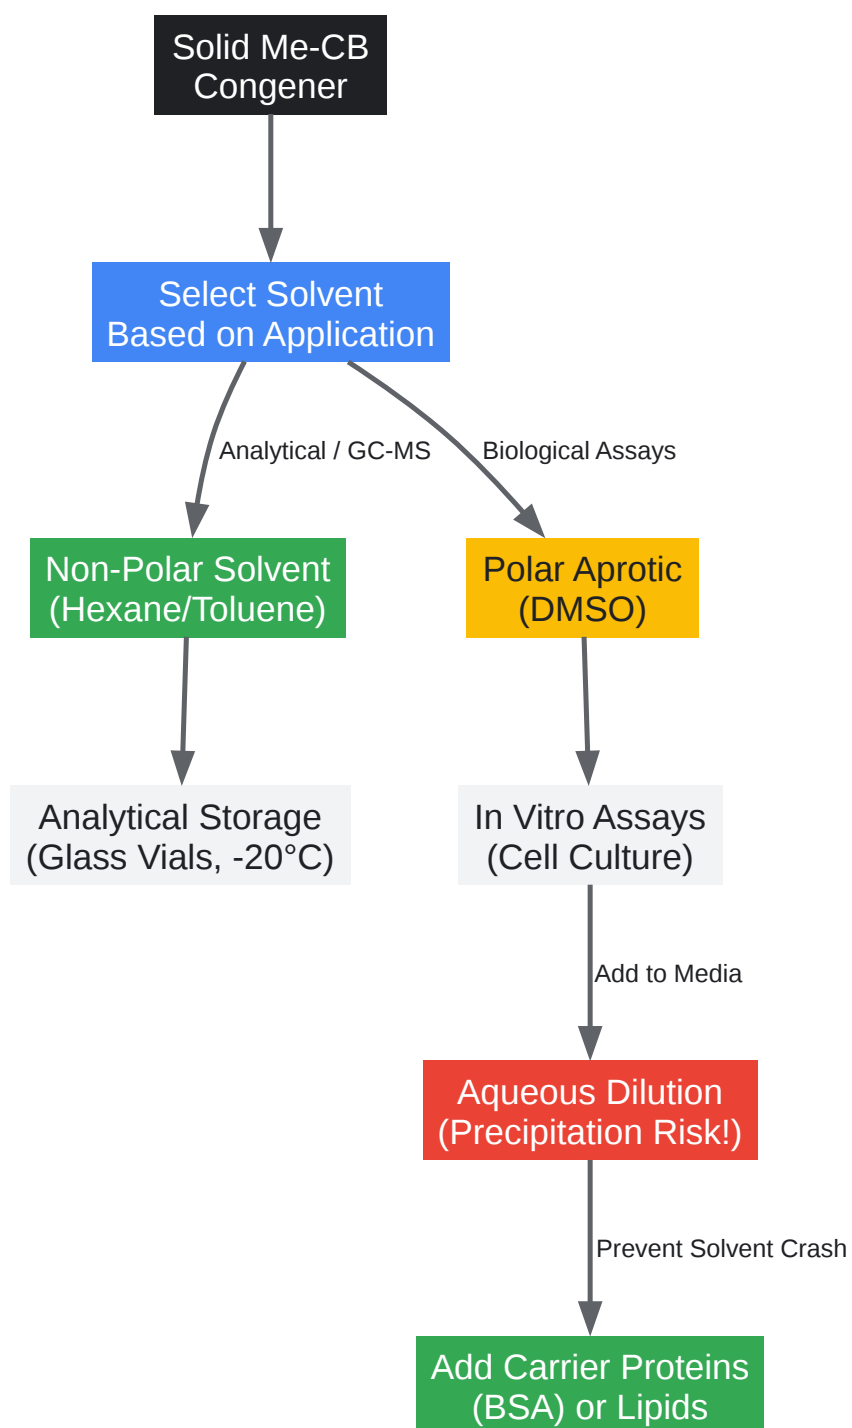 Solid Me-CB
Congener
Select Solvent
Based on Application
Analytical / GC-MS
Biological Assays
Non-Polar Solvent
(Hexane/Toluene)
Polar Aprotic
(DMSO)
Analytical Storage
(Glass Vials, -20°C)
In Vitro Assays
(Cell Culture)
Add to Media
Aqueous Dilution
(Precipitation Risk!)
Prevent Solvent Crash
Add Carrier Proteins
(BSA) or Lipids